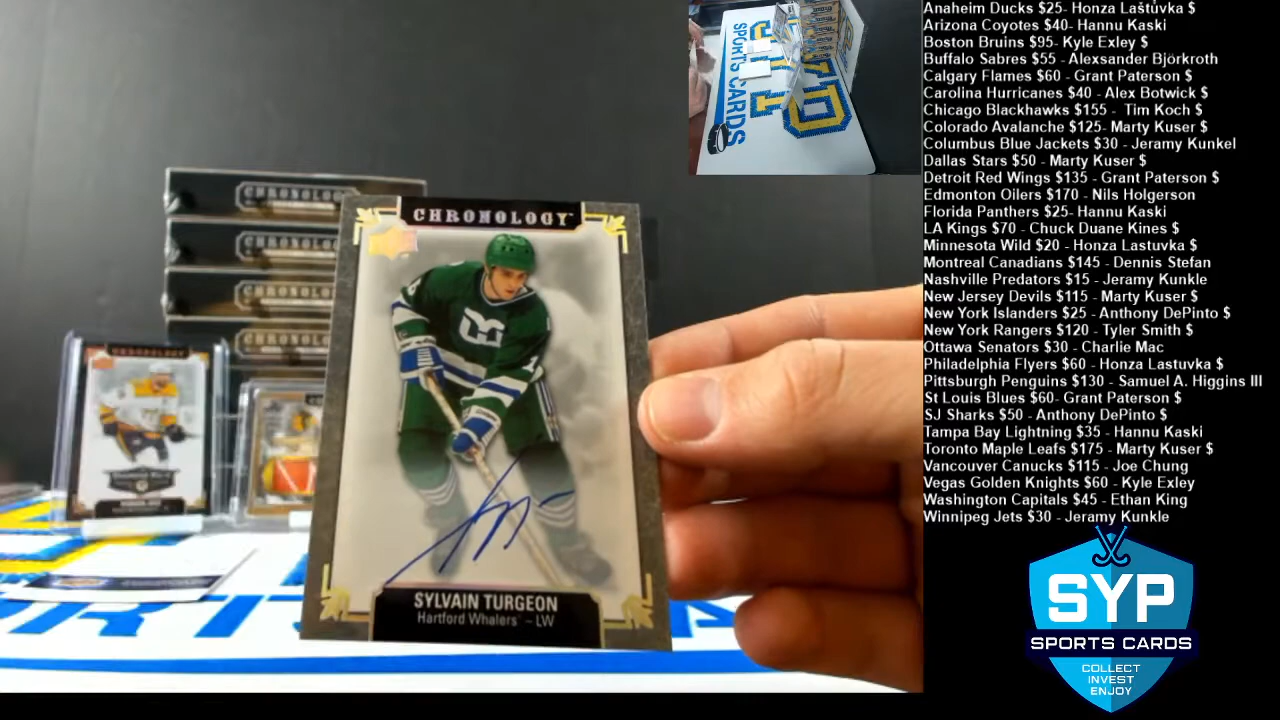 CHRONOLOGY
CHRONOLOGY
CHRONOLOGY
CHRONOLOGY
SYLVAIN TURGEON
Hartford Whalers - LW
CHRONOLOGY
SYP
SPORTS CARDS
Anaheim Ducks $25- Honza Laštuvka $
Arizona Coyotes $40- Hannu Kaski
Boston Bruins $95- Kyle Exley $
Buffalo Sabres $55 - Alexsander Björkroth
Calgary Flames $60 - Grant Paterson $
Carolina Hurricanes $40 - Alex Botwick $
Chicago Blackhawks $155 - Tim Koch $
Colorado Avalanche $125- Marty Kuser $
Columbus Blue Jackets $30 - Jeramy Kunkel
Dallas Stars $50 - Marty Kuser $
Detroit Red Wings $135 - Grant Paterson $
Edmonton Oilers $170 - Nils Holgerson
Florida Panthers $25- Hannu Kaski
LA Kings $70 - Chuck Duane Kines $
Minnesota Wild $20 - Honza Lastuvka $
Montreal Canadians $145 - Dennis Stefan
Nashville Predators $15 - Jeramy Kunkle
New Jersey Devils $115 - Marty Kuser $
New York Islanders $25 - Anthony DePinto $
New York Rangers $120 - Tyler Smith $
Ottawa Senators $30 - Charlie Mac
Philadelphia Flyers $60 - Honza Lastuvka $
Pittsburgh Penguins $130 - Samuel A. Higgins III
St Louis Blues $60- Grant Paterson $
SJ Sharks $50 - Anthony DePinto $
Tampa Bay Lightning $35 - Hannu Kaski
Toronto Maple Leafs $175 - Marty Kuser $
Vancouver Canucks $115 - Joe Chung
Vegas Golden Knights $60 - Kyle Exley
Washington Capitals $45 - Ethan King
Winnipeg Jets $30 - Jeramy Kunkle
SYP
SPORTS CARDS
COLLECT
INVEST
ENJOY